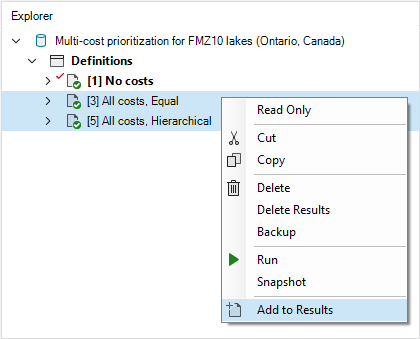 Explorer
Multi-cost prioritization for FMZ10 lakes (Ontario, Canada)
Definitions
[1] No costs
[3] All costs, Equal
[5] All costs, Hierarchical
Read Only
Cut
Copy
Delete
Delete Results
Backup
Run
Snapshot
Add to Results